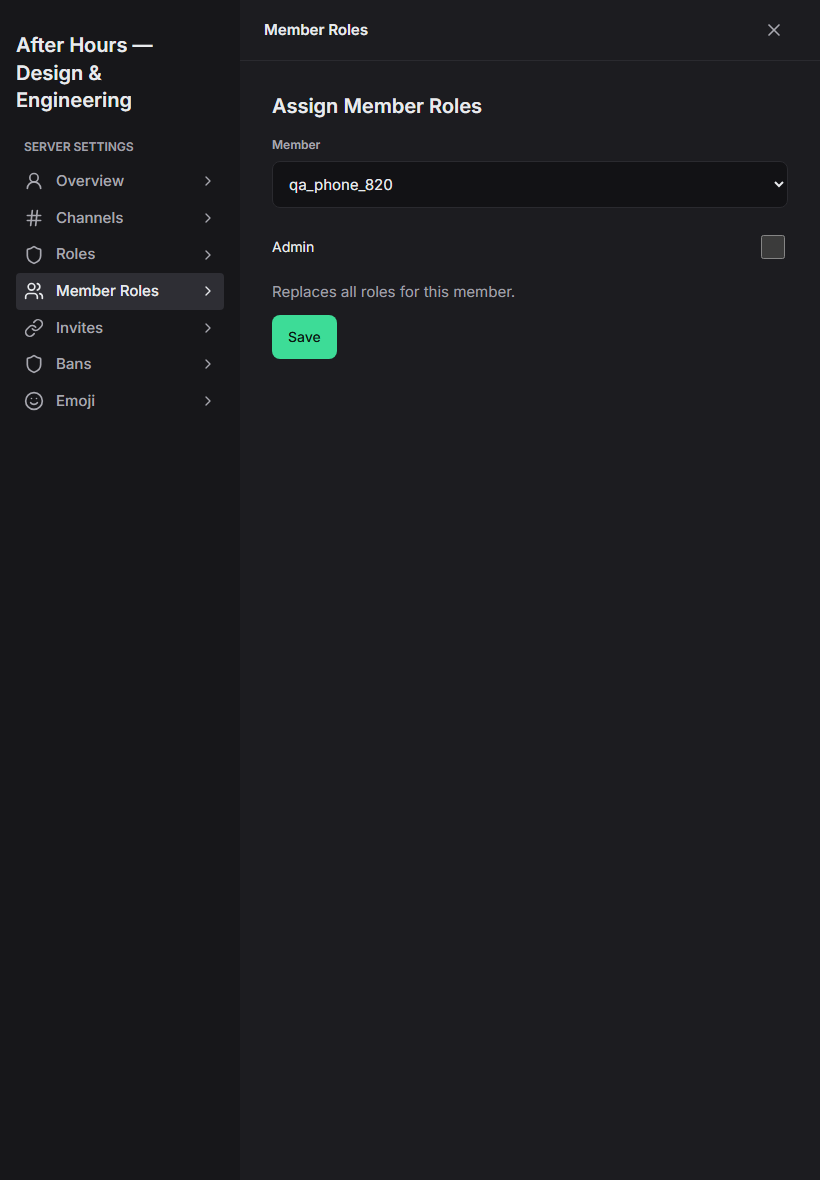 After Hours —
Design &
Engineering
SERVER SETTINGS
Overview
Channels
Roles
Member Roles
Invites
Bans
Emoji
Member Roles
Assign Member Roles
Member
qa_phone_820
Admin
Replaces all roles for this member.
Save